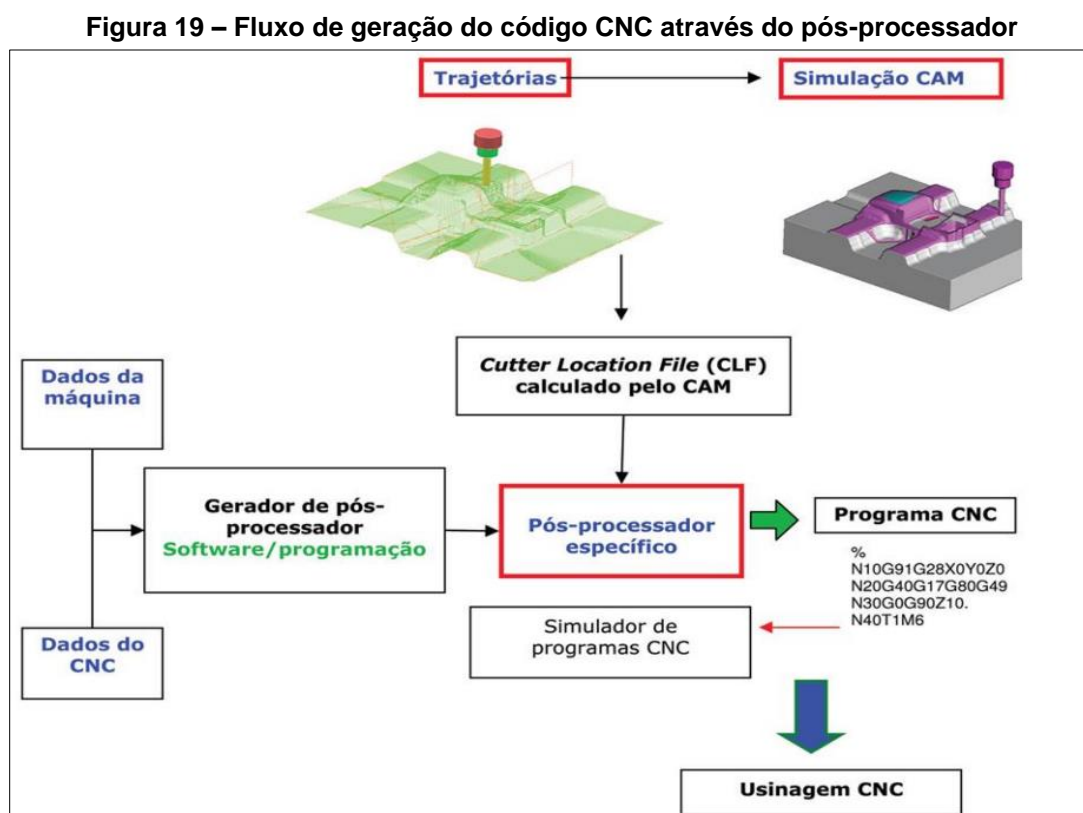 Figura 19 – Fluxo de geração do código CNC através do pós-processador
Trajetórias
Simulação CAM
Cutter Location File (CLF)
calculado pelo CAM
Dados da
máquina
Gerador de pós-
processador
Software/programação
Pós-processador
específico
Programa CNC
%
N10G91G28X0Y0Z0
N20G40G17G80G49
N30G0G90Z10.
N40T1M6
Simulador de
programas CNC
Dados do
CNC
Usinagem CNC